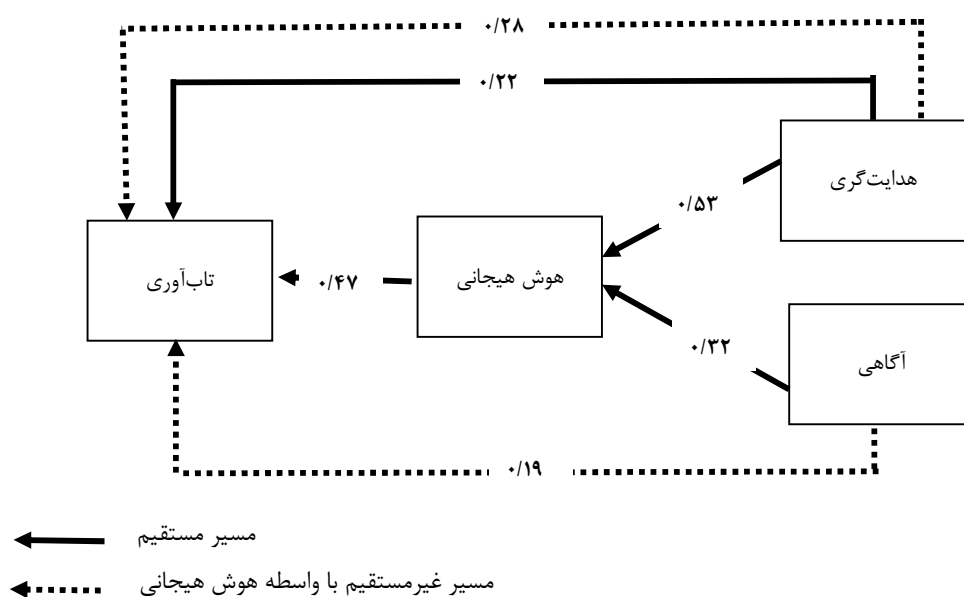 ۰/۲۸
۰/۲۲
هدایت‌گری
۰/۵۳
تاب‌آوری
۰/۴۷
هوش هیجانی
۰/۳۲
آگاهی
۰/۱۹
مسیر مستقیم
مسیر غیرمستقیم با واسطه هوش هیجانی